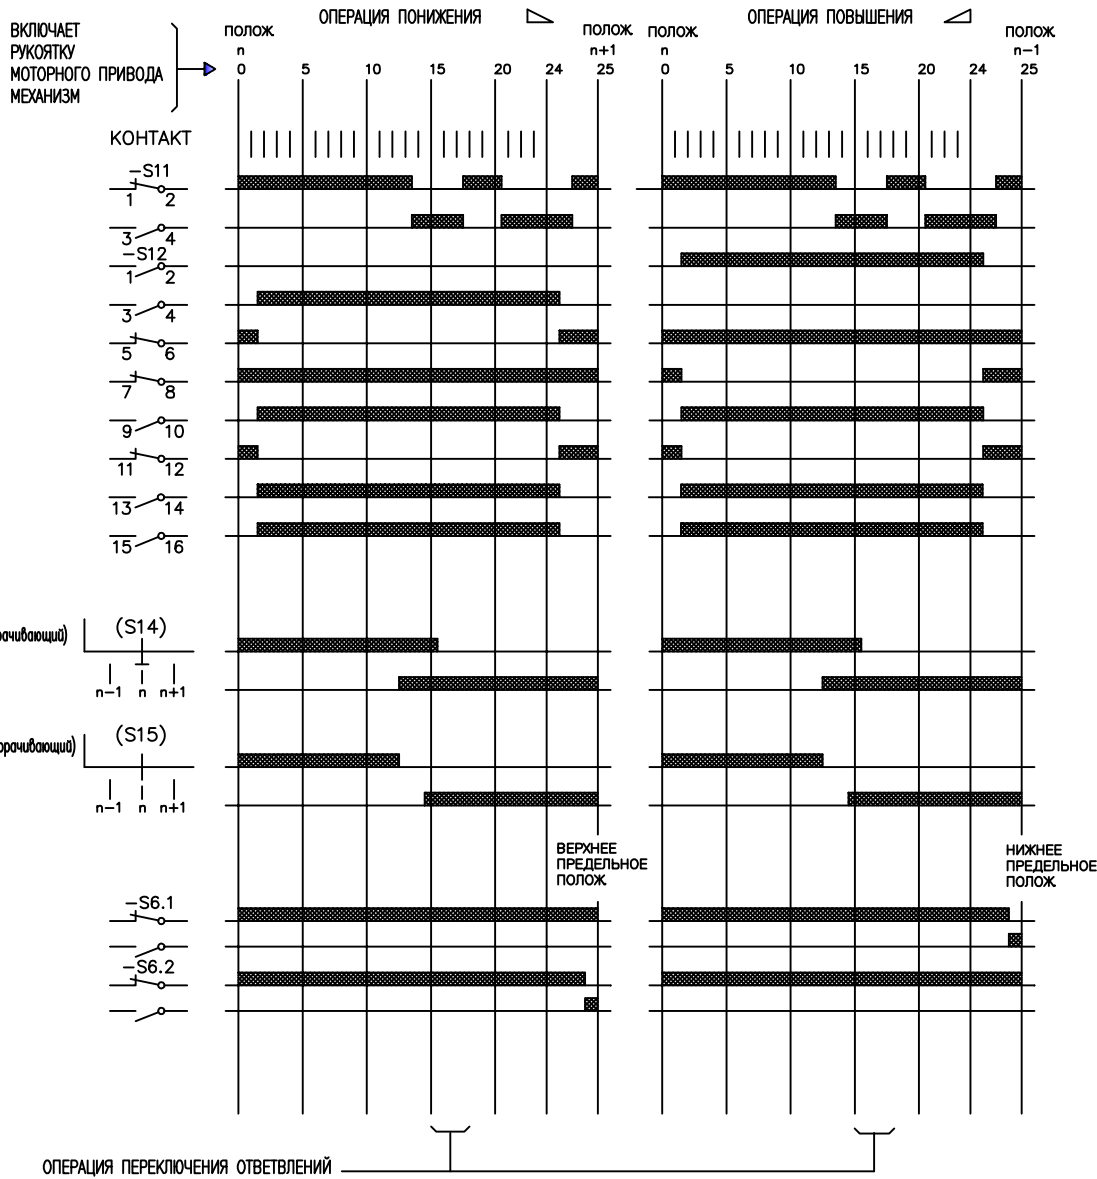 ВКЛЮЧАЕТ
РУКОЯТКУ
МОТОРНОГО ПРИВОДА
МЕХАНИЗМ
ОПЕРАЦИЯ ПОНИЖЕНИЯ
ОПЕРАЦИЯ ПОВЫШЕНИЯ
ПОЛОЖ.
n
ПОЛОЖ.
n+1
ПОЛОЖ.
n
ПОЛОЖ.
n-1
0 5 10 15 20 24 25
0 5 10 15 20 24 25
КОНТАКТ
-S11
1 2
3 4
-S12
1 2
3 4
5 6
7 8
9 10
11 12
13 14
15 16
(S14)
n-1 n n+1
(S15)
n-1 n n+1
ВЕРХНЕЕ
ПРЕДЕЛЬНОЕ
ПОЛОЖ.
НИЖНЕЕ
ПРЕДЕЛЬНОЕ
ПОЛОЖ.
-S6.1
-S6.2
ОПЕРАЦИЯ ПЕРЕКЛЮЧЕНИЯ ОТВЕТВЛЕНИЙ